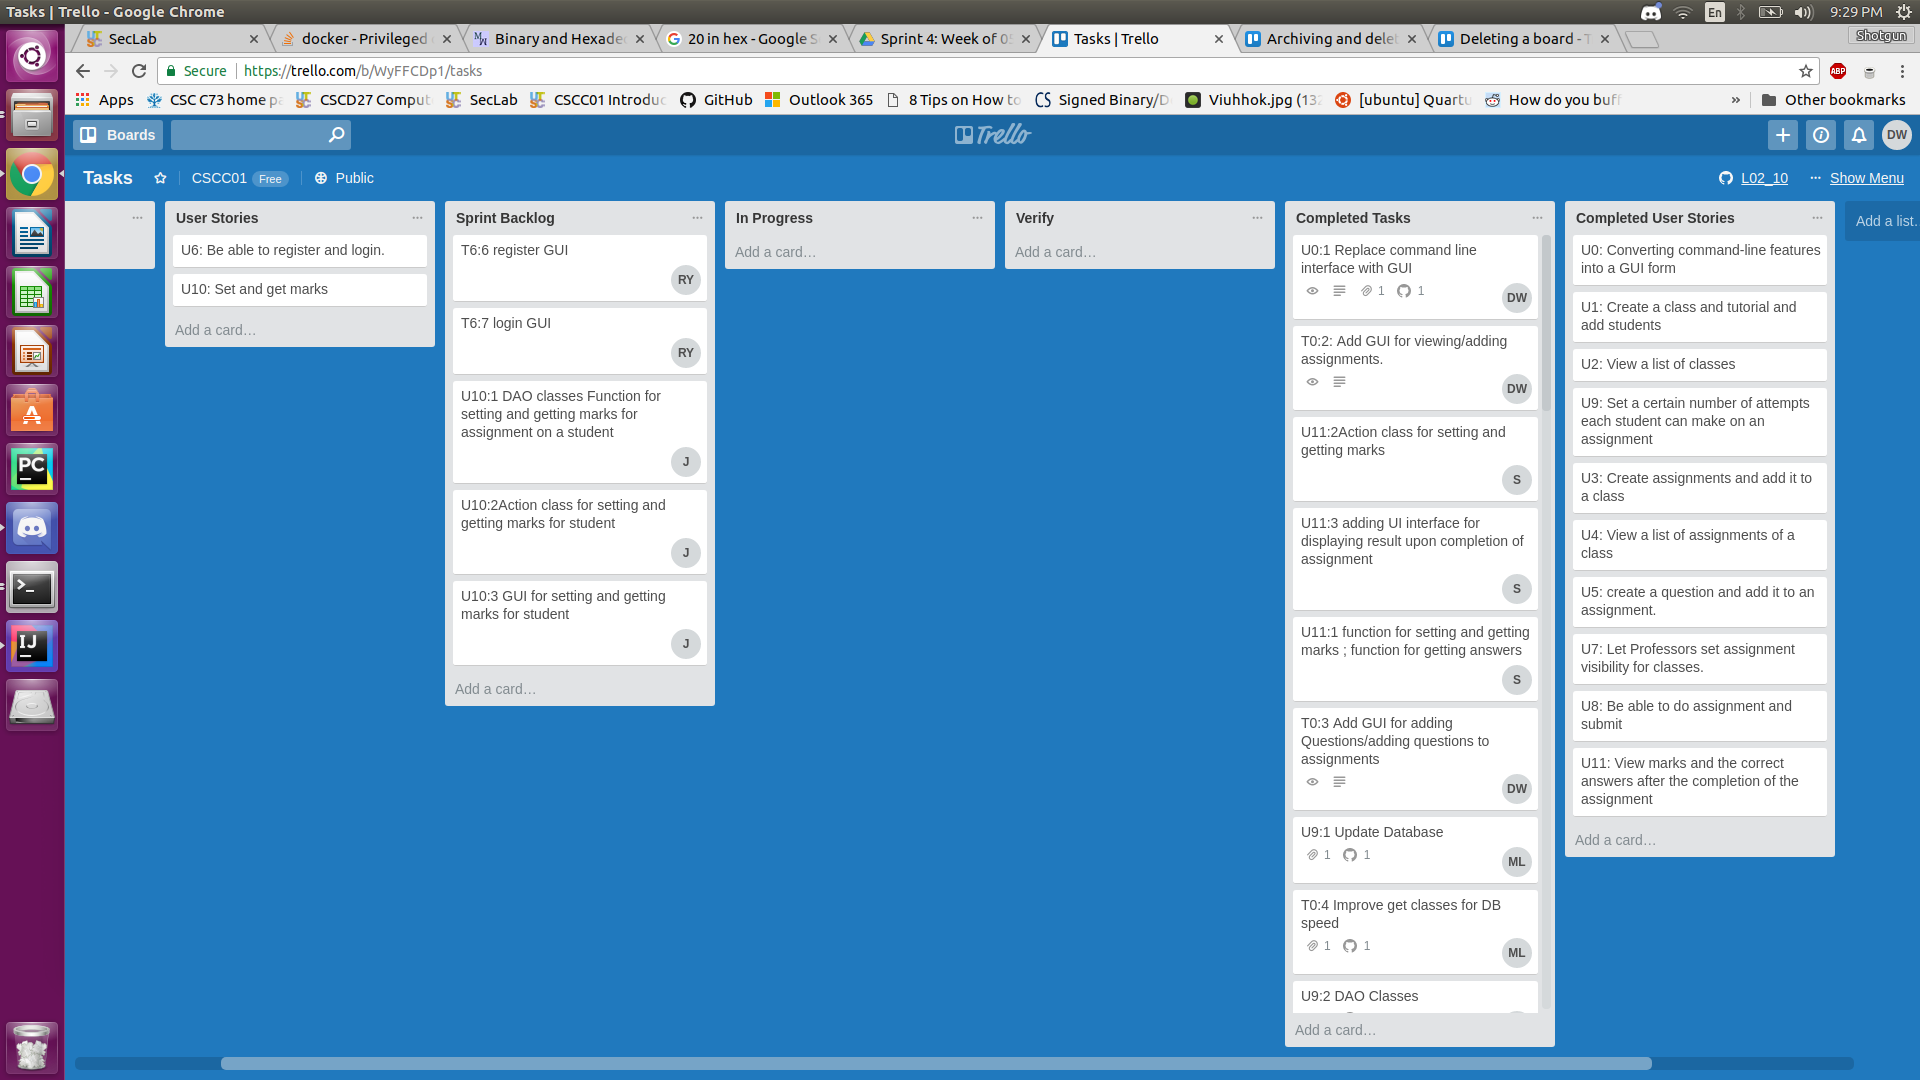 Tasks | Trello - Google Chrome
En
9:29 PM
SecLab
docker - Privileged
Binary and Hexadec
20 in hex - Google S
Sprint 4: Week of 05
Tasks | Trello
Archiving and delet
Deleting a board - T
Shotgun
Secure
https://trello.com/b/WyFFCDp1/tasks
ABP
Apps
CSC C73 home pa
CSCD27 Comput
SecLab
CSCC01 Introduc
GitHub
Outlook 365
8 Tips on How to
Signed Binary/D
Viuhhok.jpg (132
[ubuntu] Quartu
How do you buff
»
Other bookmarks
Boards
Trello
DW
Tasks
CSCC01 Free
Public
L02_10
Show Menu
User Stories
U6: Be able to register and login.
U10: Set and get marks
Add a card…
Sprint Backlog
T6:6 register GUI
RY
T6:7 login GUI
RY
U10:1 DAO classes Function for
setting and getting marks for
assignment on a student
J
U10:2Action class for setting and
getting marks for student
J
U10:3 GUI for setting and getting
marks for student
J
Add a card…
In Progress
Add a card…
Verify
Add a card…
Completed Tasks
U0:1 Replace command line
interface with GUI
1 1
DW
T0:2: Add GUI for viewing/adding
assignments.
DW
U11:2Action class for setting and
getting marks
S
U11:3 adding UI interface for
displaying result upon completion of
assignment
S
U11:1 function for setting and getting
marks ; function for getting answers
S
T0:3 Add GUI for adding
Questions/adding questions to
assignments
DW
U9:1 Update Database
1 1
ML
T0:4 Improve get classes for DB
speed
1 1
ML
U9:2 DAO Classes
Add a card…
Completed User Stories
U0: Converting command-line features
into a GUI form
U1: Create a class and tutorial and
add students
U2: View a list of classes
U9: Set a certain number of attempts
each student can make on an
assignment
U3: Create assignments and add it to
a class
U4: View a list of assignments of a
class
U5: create a question and add it to an
assignment.
U7: Let Professors set assignment
visibility for classes.
U8: Be able to do assignment and
submit
U11: View marks and the correct
answers after the completion of the
assignment
Add a card…
Add a list…
PC
IJ